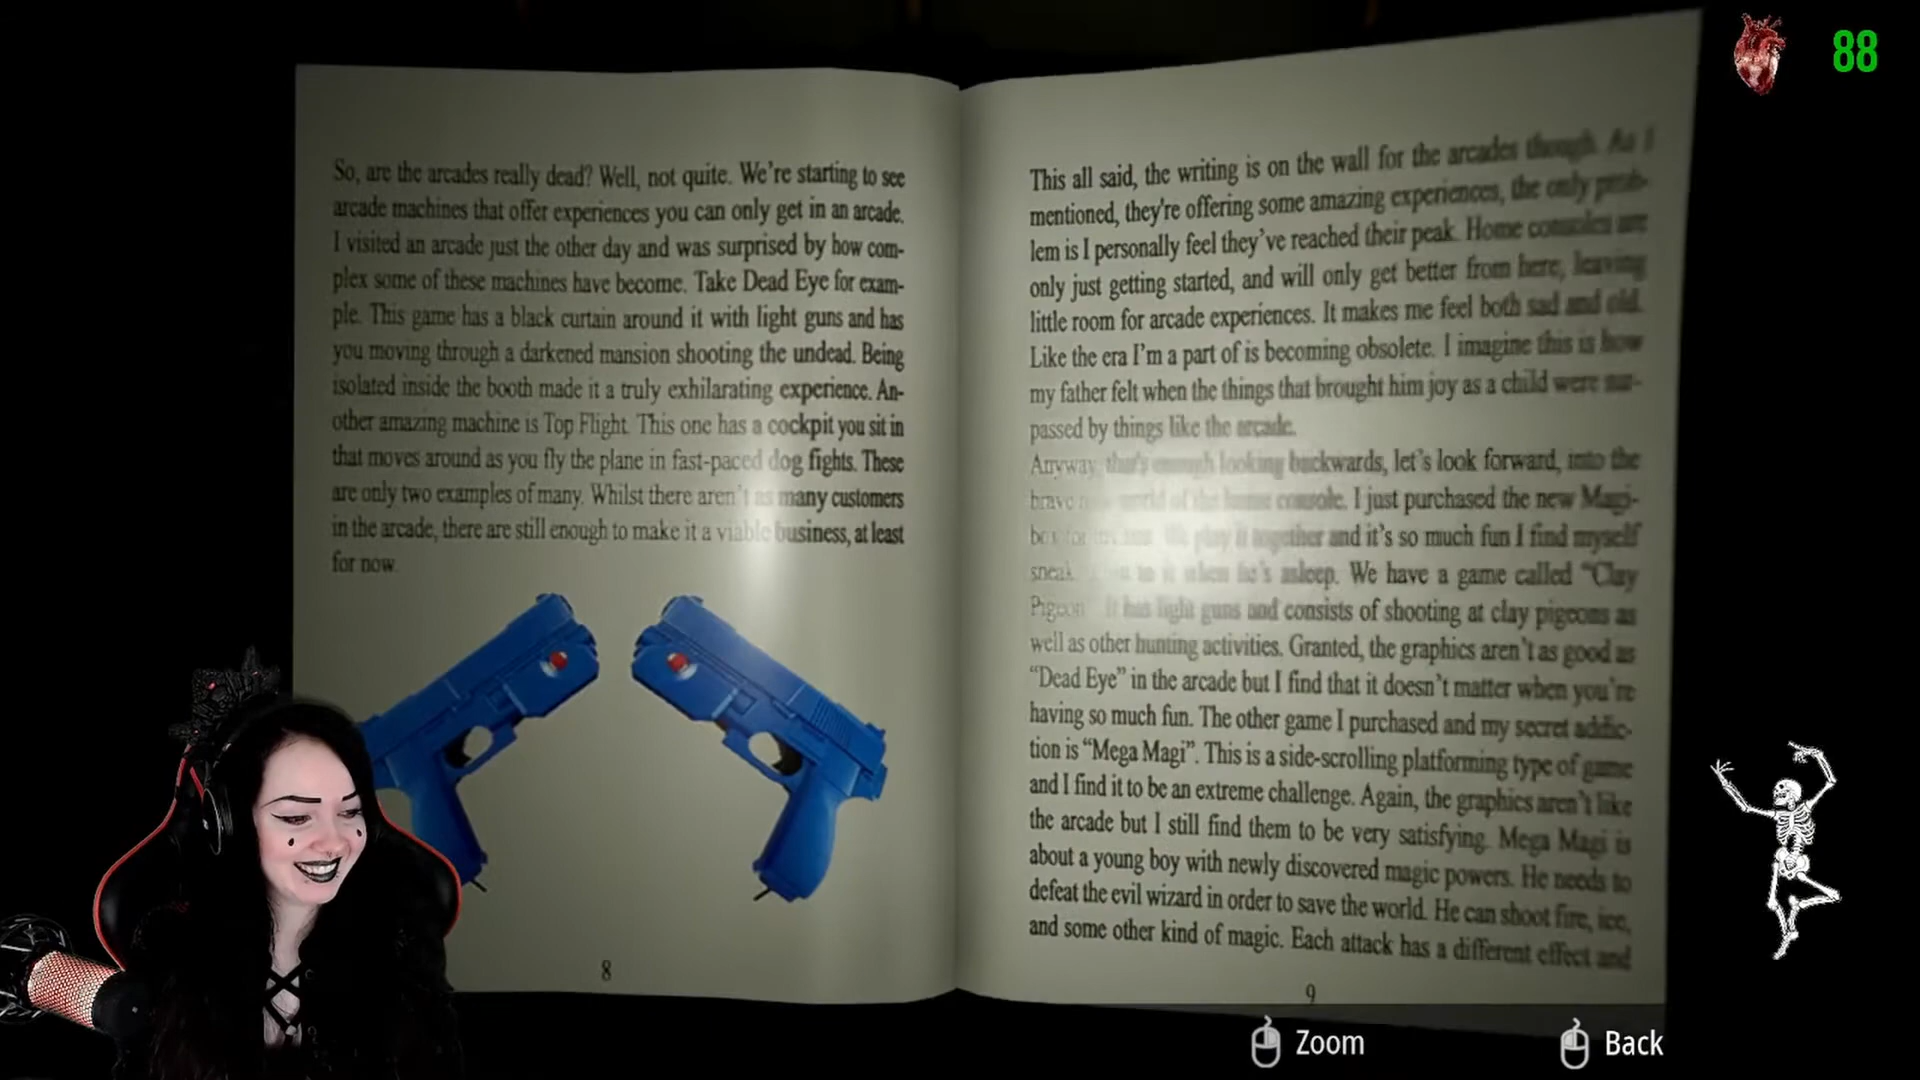 88
So, are the arcades really dead? Well, not quite. We're starting to see
arcade machines that offer experiences you can only get in an arcade.
I visited an arcade just the other day and was surprised by how com-
plex some of these machines have become. Take Dead Eye for exam-
ple. This game has a black curtain around it with light guns and has
you moving through a darkened mansion shooting the undead. Being
isolated inside the booth made it a truly exhilarating experience. An-
other amazing machine is Top Flight. This one has a cockpit you sit in
that moves around as you fly the plane in fast-paced dog fights. These
are only two examples of many. Whilst there aren't as many customers
in the arcade, there are still enough to make it a viable business, at least
for now.
8
This all said, the writing is on the wall for the arcades though. As I
mentioned, they're offering some amazing experiences, the only prob-
lem is I personally feel they've reached their peak. Home consoles are
only just getting started, and will only get better from here, leaving
little room for arcade experiences. It makes me feel both sad and old.
Like the era I'm a part of is becoming obsolete. I imagine this is how
my father felt when the things that brought him joy as a child were sur-
passed by things like the arcade.
Anyway, that's enough looking backwards, let's look forward, into the
brave world of the home console. I just purchased the new Magi-
play it together and it's so much fun I find myself
to it when he's asleep. We have a game called "Clay
Pigeon It has light guns and consists of shooting at clay pigeons as
well as other hunting activities. Granted, the graphics aren't as good as
"Dead Eye" in the arcade but I find that it doesn't matter when you're
having so much fun. The other game I purchased and my secret addic-
tion is "Mega Magi". This is a side-scrolling platforming type of game
and I find it to be an extreme challenge. Again, the graphics aren't like
the arcade but I still find them to be very satisfying. Mega Magi is
about a young boy with newly discovered magic powers. He needs to
defeat the evil wizard in order to save the world. He can shoot fire, ice,
and some other kind of magic. Each attack has a different effect and
9
Zoom
Back